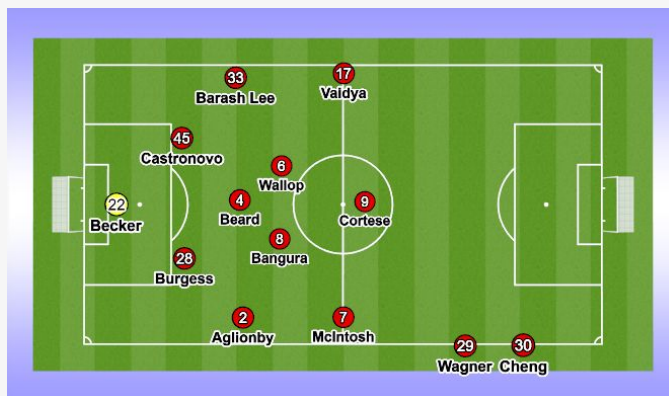 17
33
Vaidya
Barash Lee
45
Castronovo
6
Wallop
4
9
22
Beard
Cortese
Becker
8
Bangura
28
Burgess
2
7
Aglionby
McIntosh
29
30
Wagner
Cheng